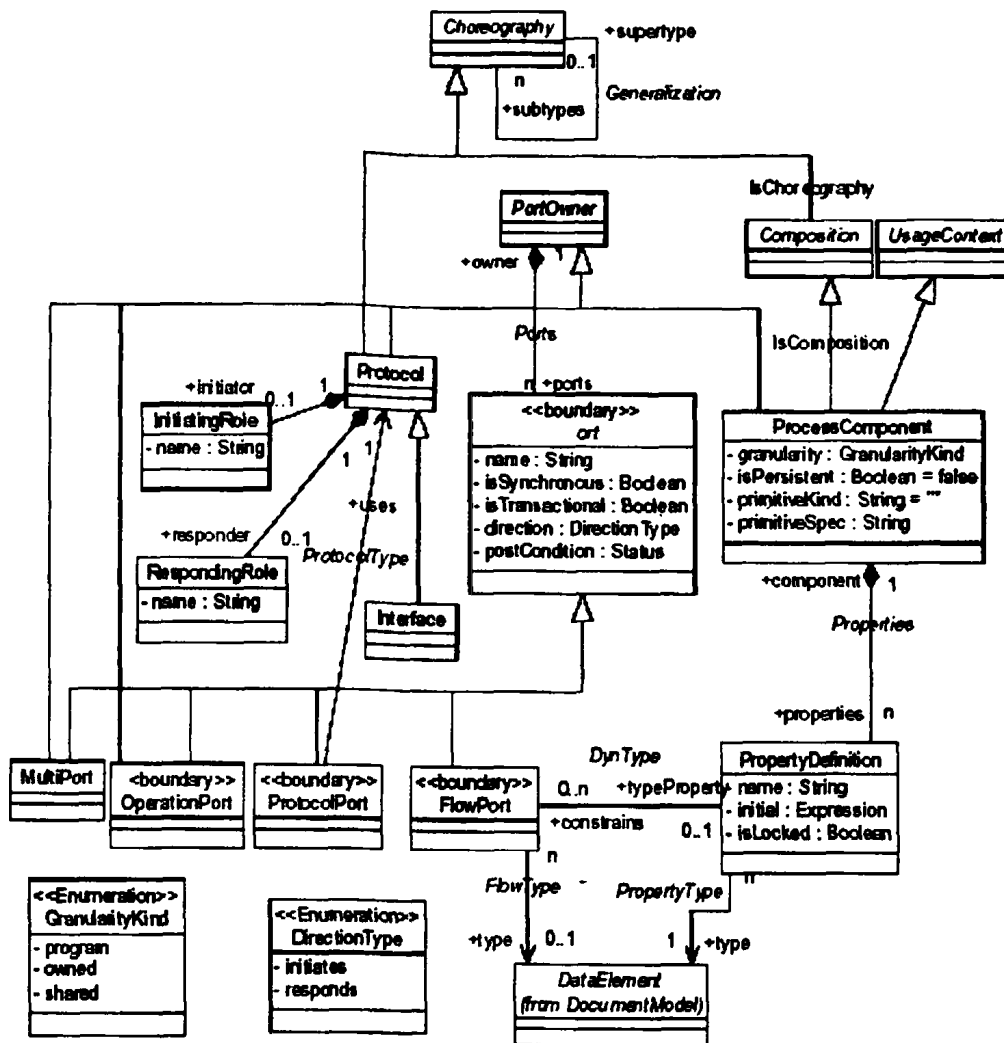 Choreography
+supertype
0..1
n
Generalization
+subtypes
IsChoreography
PortOwner
Composition
UsageContext
+owner
1
Ports
IsComposition
Protocol
+initiator
1
0..1
n +ports
InitiatingRole
- name : String
<<boundary>>
ort
- name : String
- isSynchronous : Boolean
- isTransactional : Boolean
- direction : DirectionType
- postCondition : Status
ProcessComponent
- granularity : GranularityKind
- isPersistent : Boolean = false
- primitiveKind : String = ""
- primitiveSpec : String
1
1
+uses
+responder
0..1
ProtocolType
RespondingRole
- name : String
Interface
+component
1
Properties
+properties
n
MultiPort
<<boundary>>
OperationPort
<<boundary>>
ProtocolPort
<<boundary>>
FlowPort
DynType
0..n
+typeProperty
+constrains
0..1
PropertyDefinition
- name : String
- initial : Expression
- isLocked : Boolean
n
n
FlowType
PropertyType
<<Enumeration>>
GranularityKind
- program
- owned
- shared
<<Enumeration>>
DirectionType
- initiates
- responds
+type
0..1
1
+type
DataElement
(from DocumentModel)